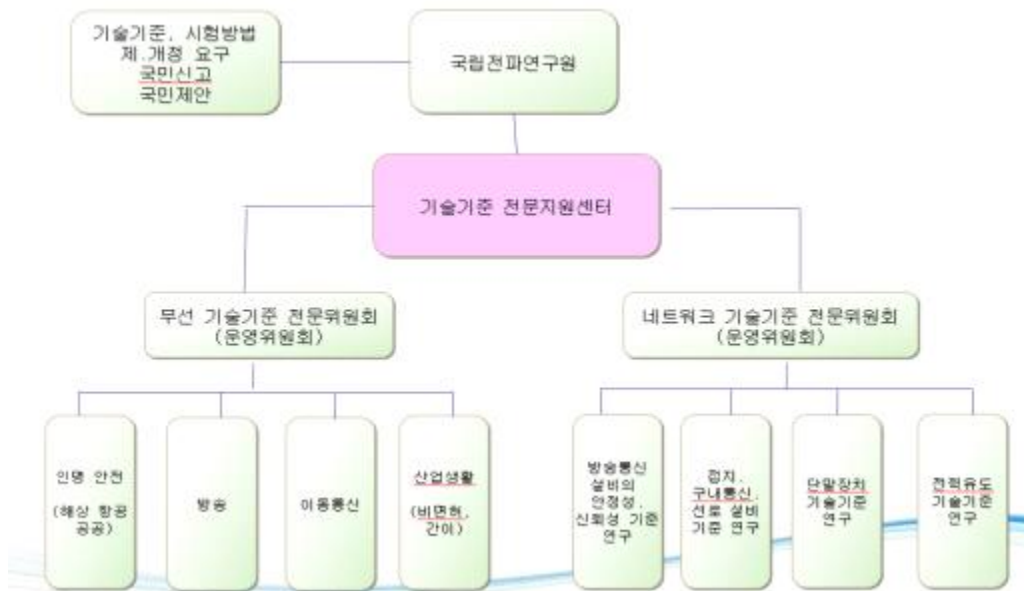 기술기준, 시험방법
제.개정 요구
국민신고
국민제안
국립전파연구원
기술기준 전문지원센터
무선 기술기준 전문위원회
(운영위원회)
네트워크 기술기준 전문위원회
(운영위원회)
인명 안전
(해상 항공
공공)
방송
이동통신
산업생활
(비면허,
간이)
방송통신
설비의
안정성,
신뢰성 기준
연구
접지,
구내통신,
선로 설비
기준 연구
단말장치
기술기준
연구
전력유도
기술기준
연구